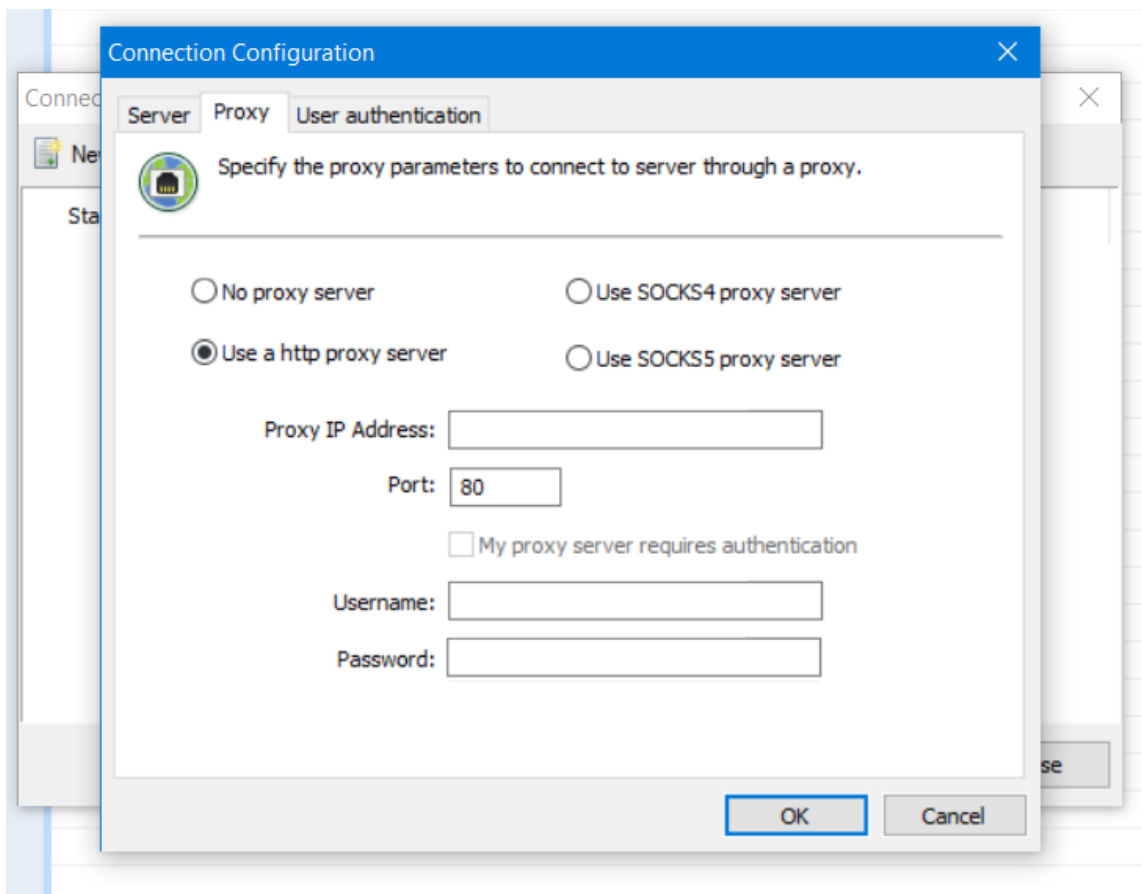 Connection Configuration
Connec
Server Proxy User authentication
Specify the proxy parameters to connect to server through a proxy.
No proxy server
Use SOCKS4 proxy server
Use a http proxy server
Use SOCKS5 proxy server
Proxy IP Address:
Port: 80
My proxy server requires authentication
Username:
Password:
OK Cancel